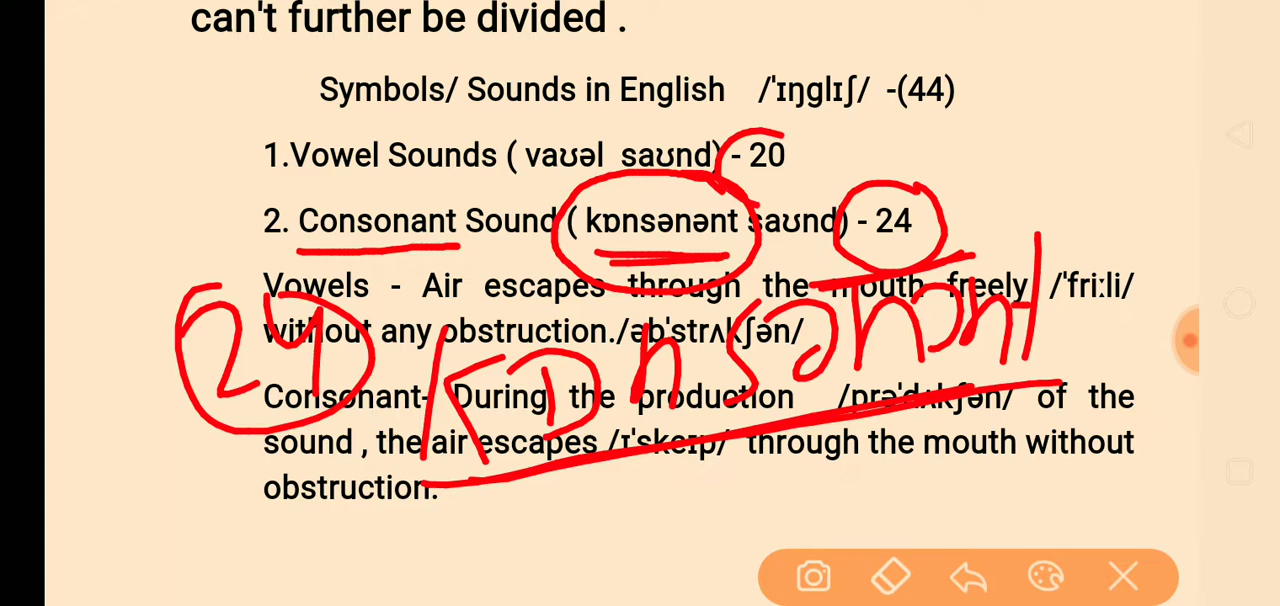 can't further be divided .
Symbols/ Sounds in English /ˈɪŋglɪʃ/ -(44)
1.Vowel Sounds ( vaʊəl saʊnd) - 20
2. Consonant Sound ( kɒnsənənt saʊnd) - 24
Vowels - Air escapes through the mouth freely /ˈfriːli/
without any obstruction./əbˈstrʌkʃən/
24
kɒnsənənt
Consonant- During the production /prəˈdʌkʃən/ of the
sound , the air escapes /ɪˈskeɪp/ through the mouth without
obstruction.